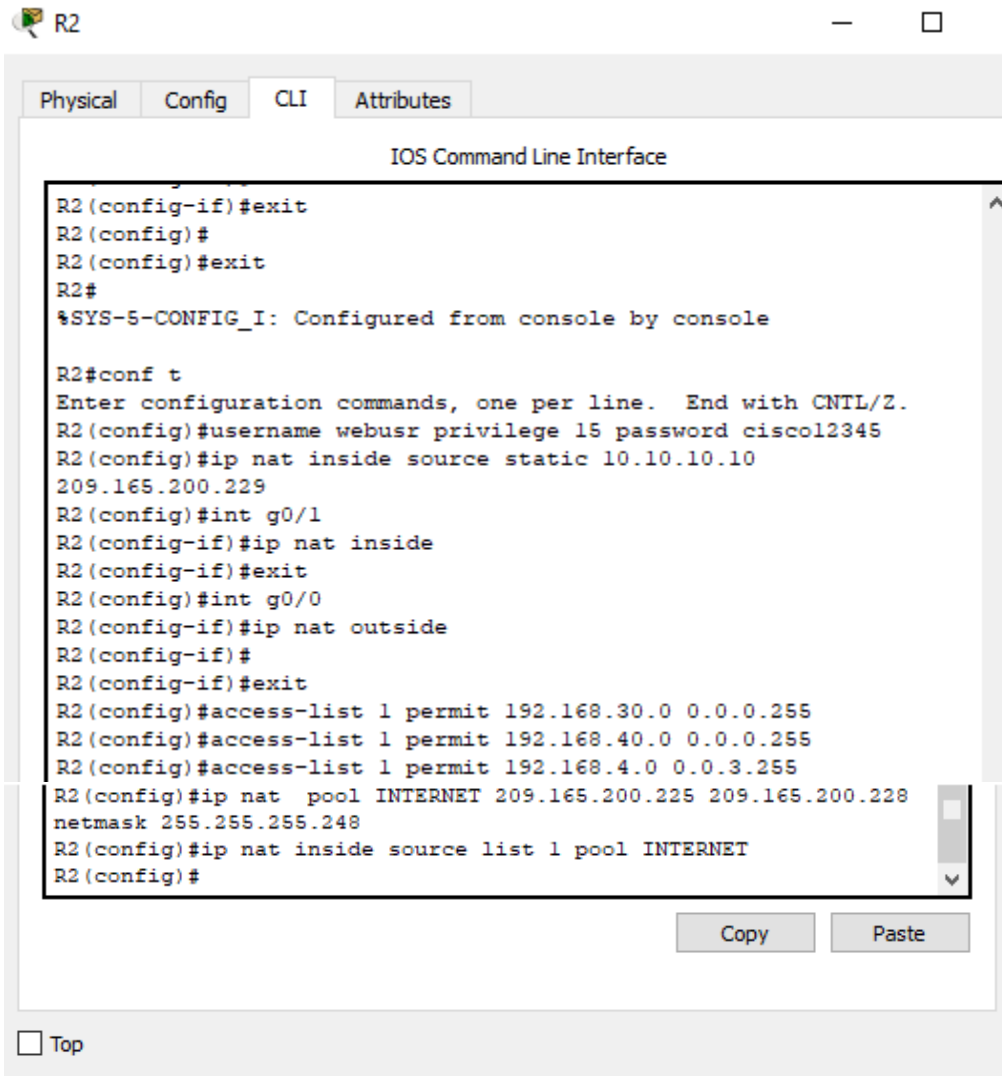 R2
Physical Config CLI Attributes
IOS Command Line Interface
R2(config-if)#exit
R2(config)#
R2(config)#exit
R2#
%SYS-5-CONFIG_I: Configured from console by console
R2#conf t
Enter configuration commands, one per line.  End with CNTL/Z.
R2(config)#username webusr privilege 15 password cisco12345
R2(config)#ip nat inside source static 10.10.10.10
209.165.200.229
R2(config)#int g0/1
R2(config-if)#ip nat inside
R2(config-if)#exit
R2(config)#int g0/0
R2(config-if)#ip nat outside
R2(config-if)#
R2(config-if)#exit
R2(config)#access-list 1 permit 192.168.30.0 0.0.0.255
R2(config)#access-list 1 permit 192.168.40.0 0.0.0.255
R2(config)#access-list 1 permit 192.168.4.0 0.0.3.255
R2(config)#ip nat  pool INTERNET 209.165.200.225 209.165.200.228
netmask 255.255.255.248
R2(config)#ip nat inside source list 1 pool INTERNET
R2(config)#
Copy Paste
Top